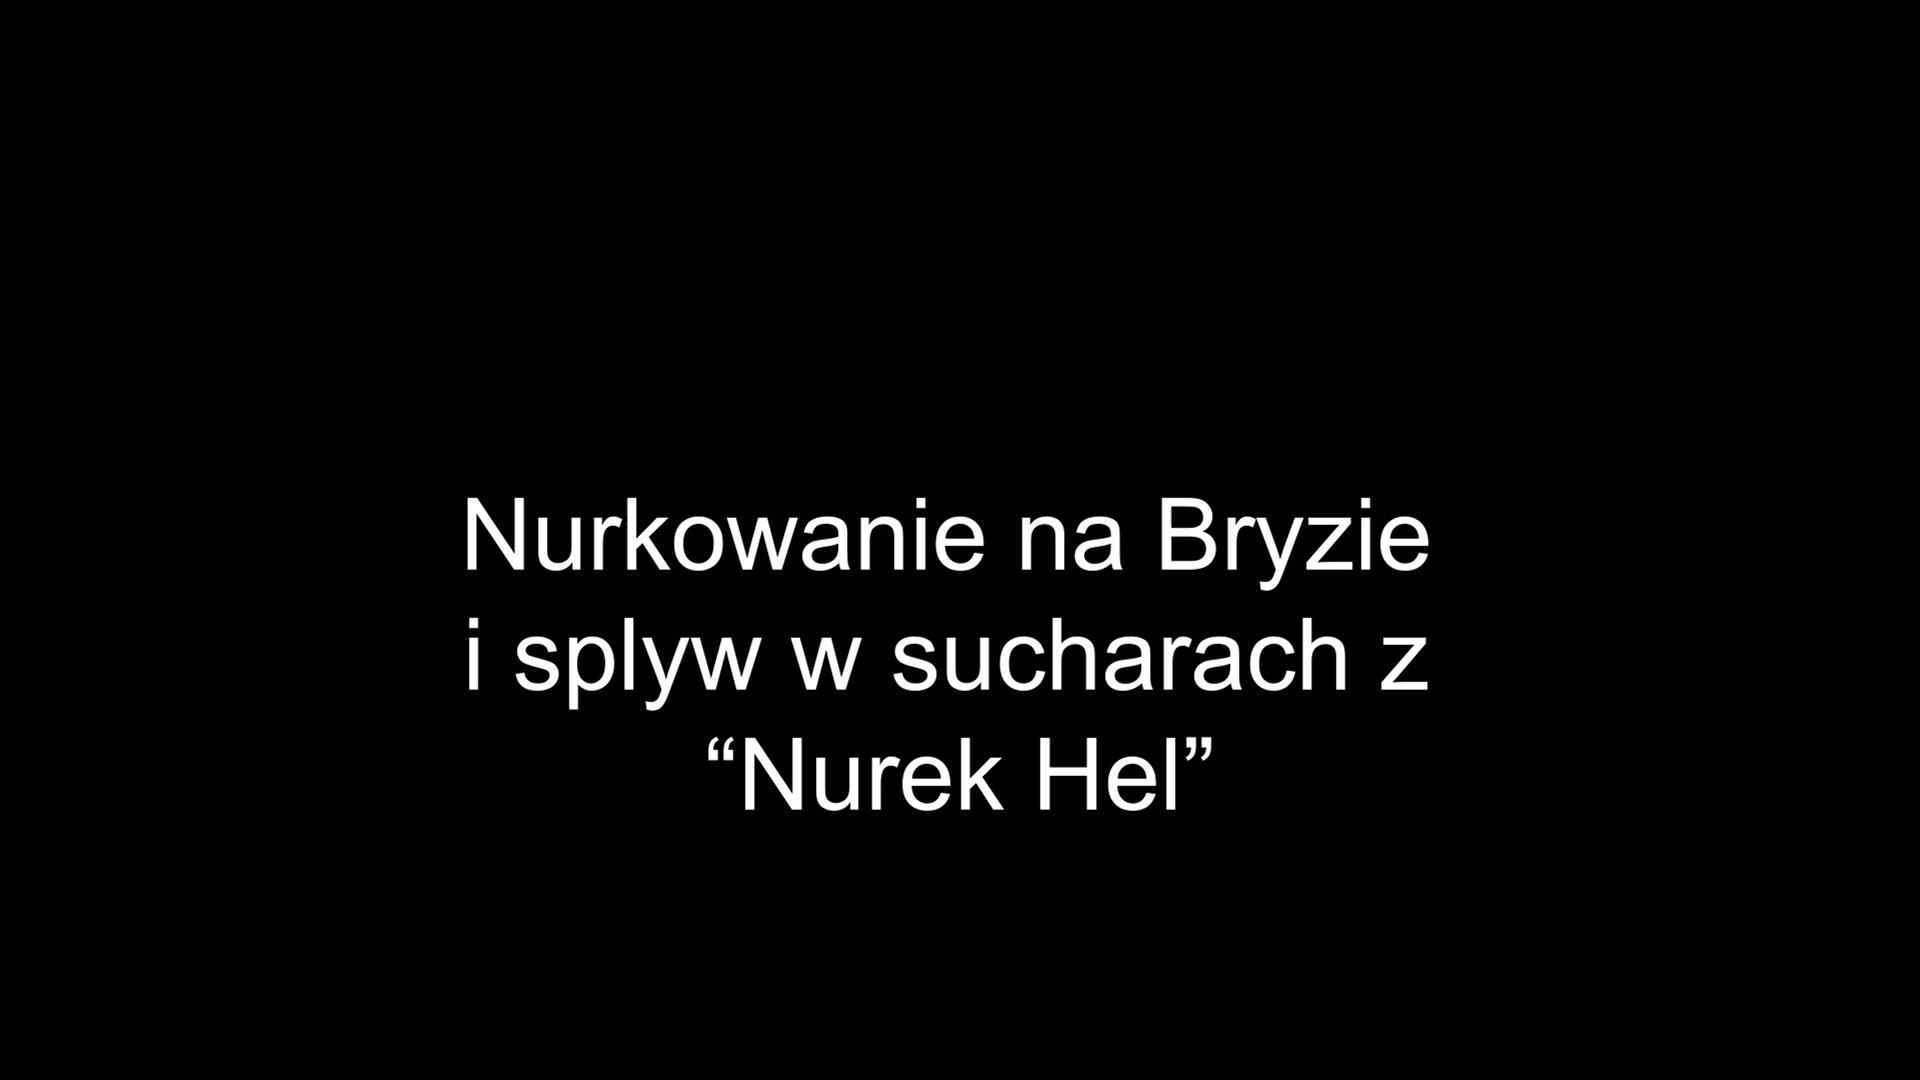 Nurkowanie na Bryzie
i splyw w sucharach z
“Nurek Hel”